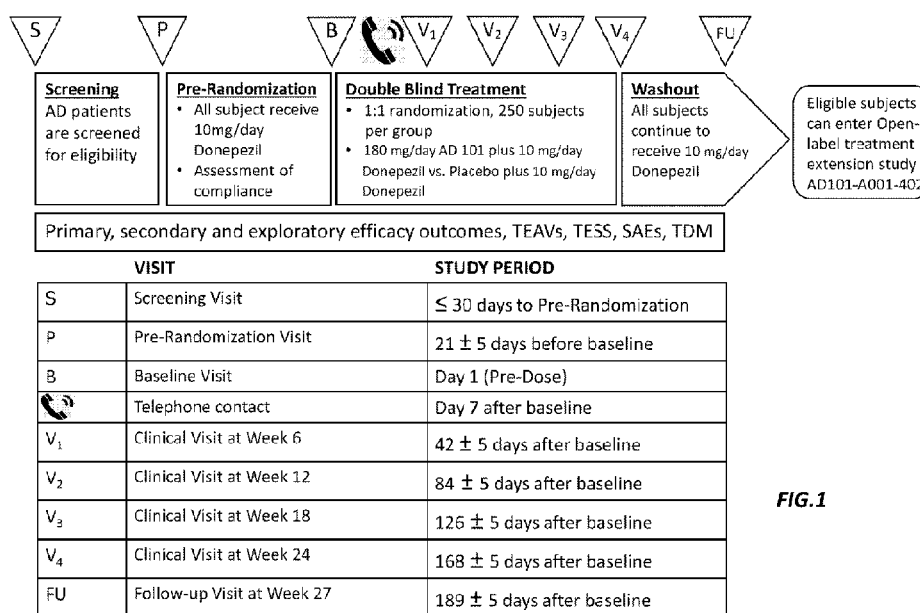 S P B V1 V2 V3 V4 FU
Screening
AD patients
are screened
for eligibility
Pre-Randomization
• All subject receive
10mg/day
Donepezil
• Assessment of
compliance
Double Blind Treatment
• 1:1 randomization, 250 subjects
per group
• 180 mg/day AD 101 plus 10 mg/day
Donepezil vs. Placebo plus 10 mg/day
Donepezil
Washout
All subjects
continue to
receive 10 mg/day
Donepezil
Eligible subjects
can enter Open-
label treatment
extension study
AD101-A001-402
Primary, secondary and exploratory efficacy outcomes, TEAVs, TESS, SAEs, TDM
VISIT STUDY PERIOD
S Screening Visit ≤ 30 days to Pre-Randomization
P Pre-Randomization Visit 21 ± 5 days before baseline
B Baseline Visit Day 1 (Pre-Dose)
Telephone contact Day 7 after baseline
V1 Clinical Visit at Week 6 42 ± 5 days after baseline
V2 Clinical Visit at Week 12 84 ± 5 days after baseline
V3 Clinical Visit at Week 18 126 ± 5 days after baseline
V4 Clinical Visit at Week 24 168 ± 5 days after baseline
FU Follow-up Visit at Week 27 189 ± 5 days after baseline
FIG.1